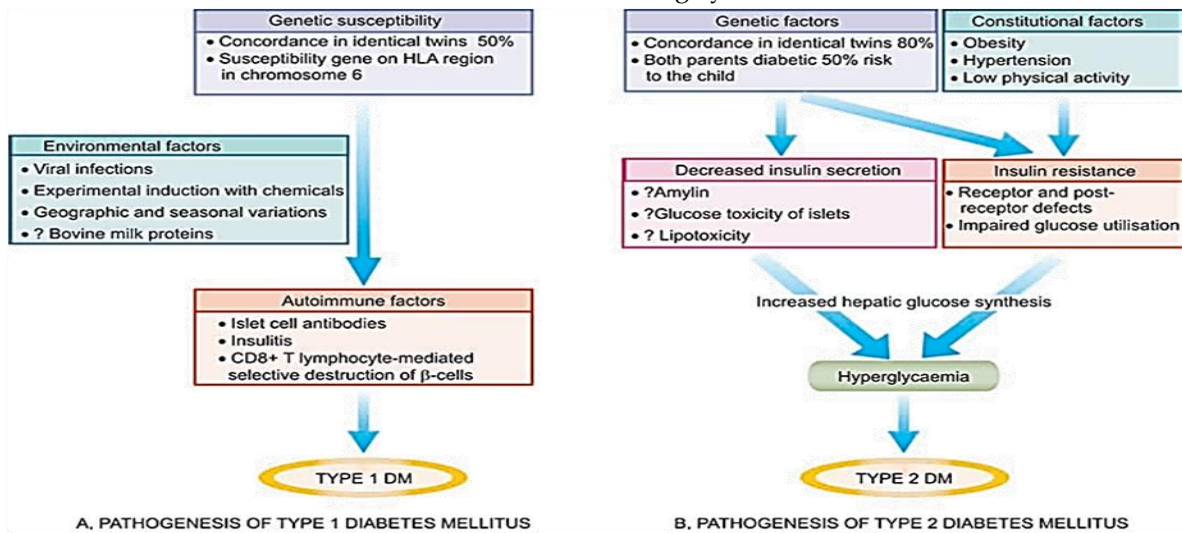 Genetic susceptibility
• Concordance in identical twins 50%
• Susceptibility gene on HLA region
in chromosome 6
Environmental factors
• Viral infections
• Experimental induction with chemicals
• Geographic and seasonal variations
• ? Bovine milk proteins
Autoimmune factors
• Islet cell antibodies
• Insulitis
• CD8+ T lymphocyte-mediated
selective destruction of β-cells
TYPE 1 DM
A, PATHOGENESIS OF TYPE 1 DIABETES MELLITUS
Genetic factors
• Concordance in identical twins 80%
• Both parents diabetic 50% risk
to the child
Constitutional factors
• Obesity
• Hypertension
• Low physical activity
Decreased insulin secretion
• ?Amylin
• ?Glucose toxicity of islets
• ? Lipotoxicity
Insulin resistance
• Receptor and post-
receptor defects
• Impaired glucose utilisation
Increased hepatic glucose synthesis
Hyperglycaemia
TYPE 2 DM
B, PATHOGENESIS OF TYPE 2 DIABETES MELLITUS